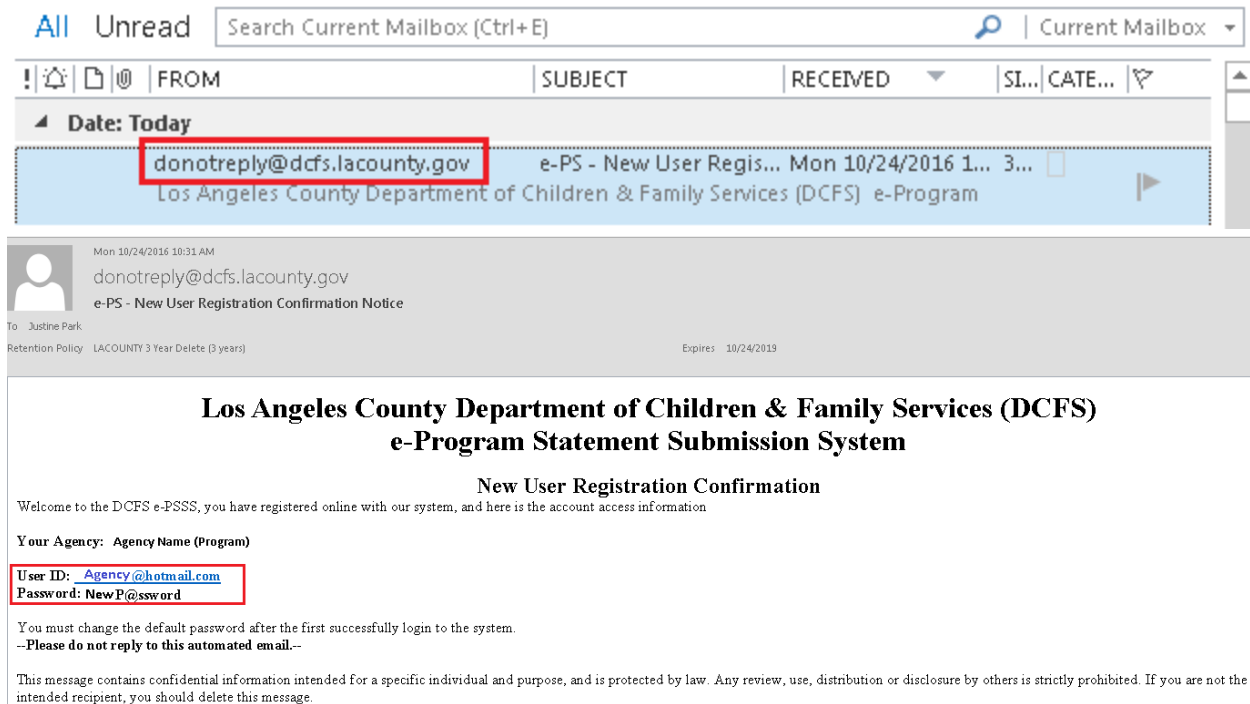 All Unread Search Current Mailbox (Ctrl+E) Current Mailbox
! FROM SUBJECT RECEIVED SI... CATE...
Date: Today
donotreply@dcfs.lacounty.gov e-PS - New User Regis... Mon 10/24/2016 1... 3...
Los Angeles County Department of Children & Family Services (DCFS) e-Program
Mon 10/24/2016 10:31 AM
donotreply@dcfs.lacounty.gov
e-PS - New User Registration Confirmation Notice
To Justine Park
Retention Policy LACOUNTY 3 Year Delete (3 years) Expires 10/24/2019
Los Angeles County Department of Children & Family Services (DCFS)
e-Program Statement Submission System
New User Registration Confirmation
Welcome to the DCFS e-PSSS, you have registered online with our system, and here is the account access information
Your Agency: Agency Name (Program)
User ID: Agency@hotmail.com
Password: New P@ssword
You must change the default password after the first successfully login to the system.
--Please do not reply to this automated email.--
This message contains confidential information intended for a specific individual and purpose, and is protected by law. Any review, use, distribution or disclosure by others is strictly prohibited. If you are not the
intended recipient, you should delete this message.